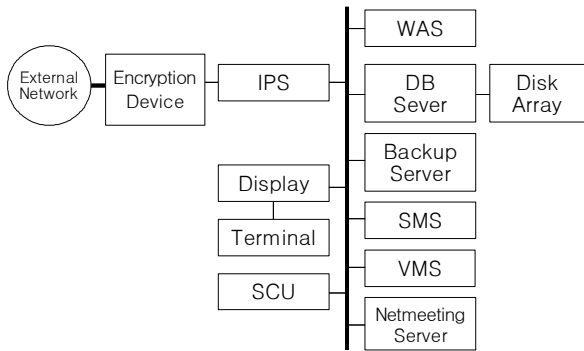 External
Network
Encryption
Device
IPS
WAS
DB
Sever
Disk
Array
Backup
Server
Display
Terminal
SMS
SCU
VMS
Netmeeting
Server